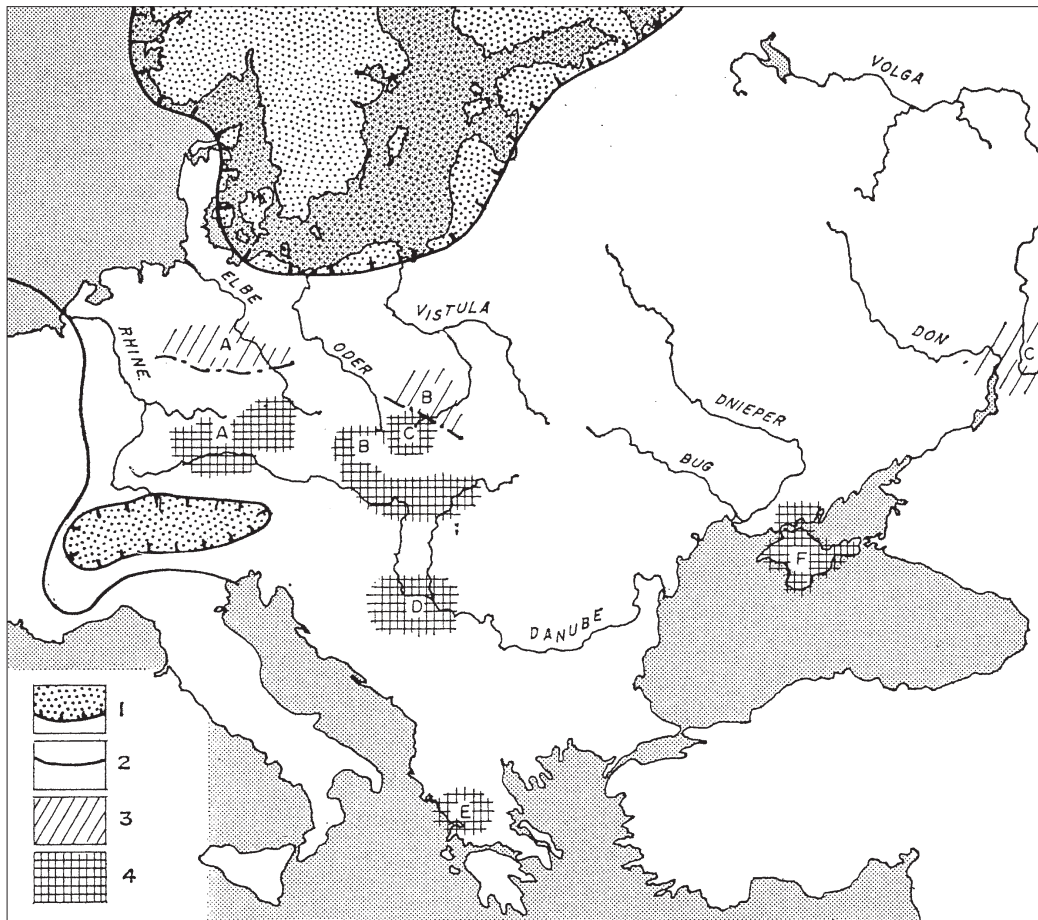 VOLGA
ELBE
VISTULA
RHINE
A
ODER
DON
C
B
DNIEPER
A
B
C
BUG
F
D
DANUBE
E
1
2
3
4